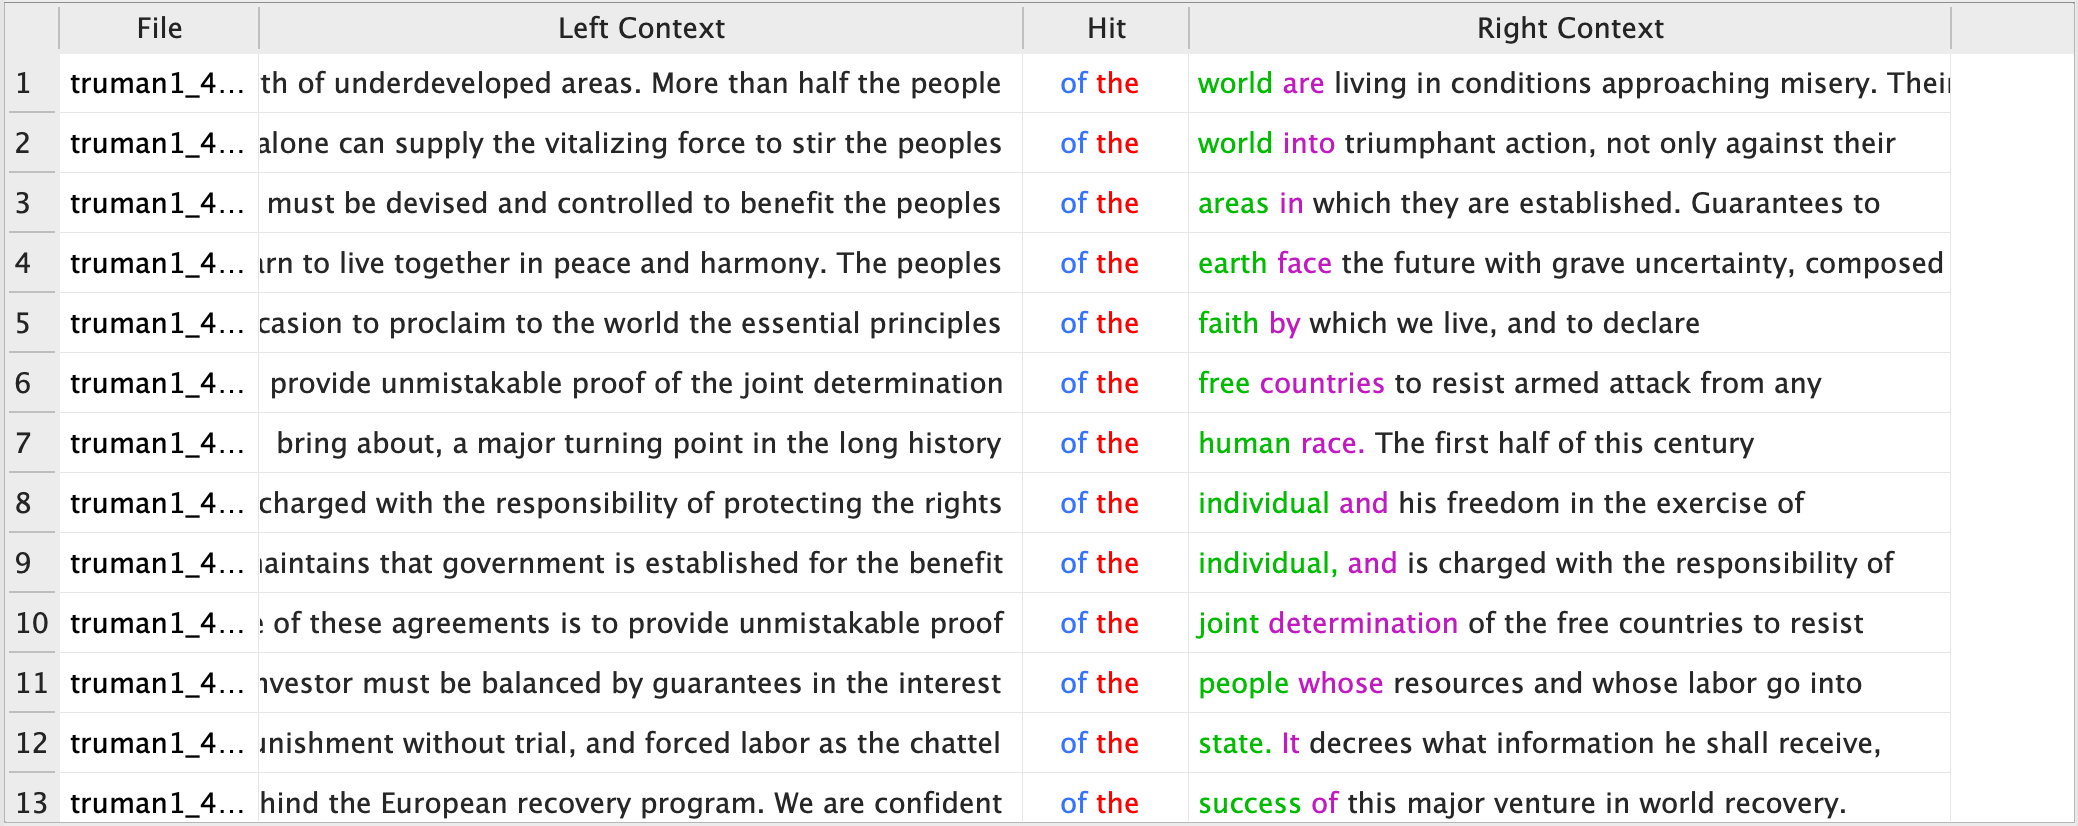 File Left Context Hit Right Context
1 truman1_4... th of underdeveloped areas. More than half the people of the world are living in conditions approaching misery. Their
2 truman1_4... alone can supply the vitalizing force to stir the peoples of the world into triumphant action, not only against their
3 truman1_4... must be devised and controlled to benefit the peoples of the areas in which they are established. Guarantees to
4 truman1_4... arn to live together in peace and harmony. The peoples of the earth face the future with grave uncertainty, composed
5 truman1_4... casion to proclaim to the world the essential principles of the faith by which we live, and to declare
6 truman1_4... provide unmistakable proof of the joint determination of the free countries to resist armed attack from any
7 truman1_4... bring about, a major turning point in the long history of the human race. The first half of this century
8 truman1_4... charged with the responsibility of protecting the rights of the individual and his freedom in the exercise of
9 truman1_4... aintains that government is established for the benefit of the individual, and is charged with the responsibility of
10 truman1_4... of these agreements is to provide unmistakable proof of the joint determination of the free countries to resist
11 truman1_4... nvestor must be balanced by guarantees in the interest of the people whose resources and whose labor go into
12 truman1_4... unishment without trial, and forced labor as the chattel of the state. It decrees what information he shall receive,
13 truman1_4... hind the European recovery program. We are confident of the success of this major venture in world recovery.